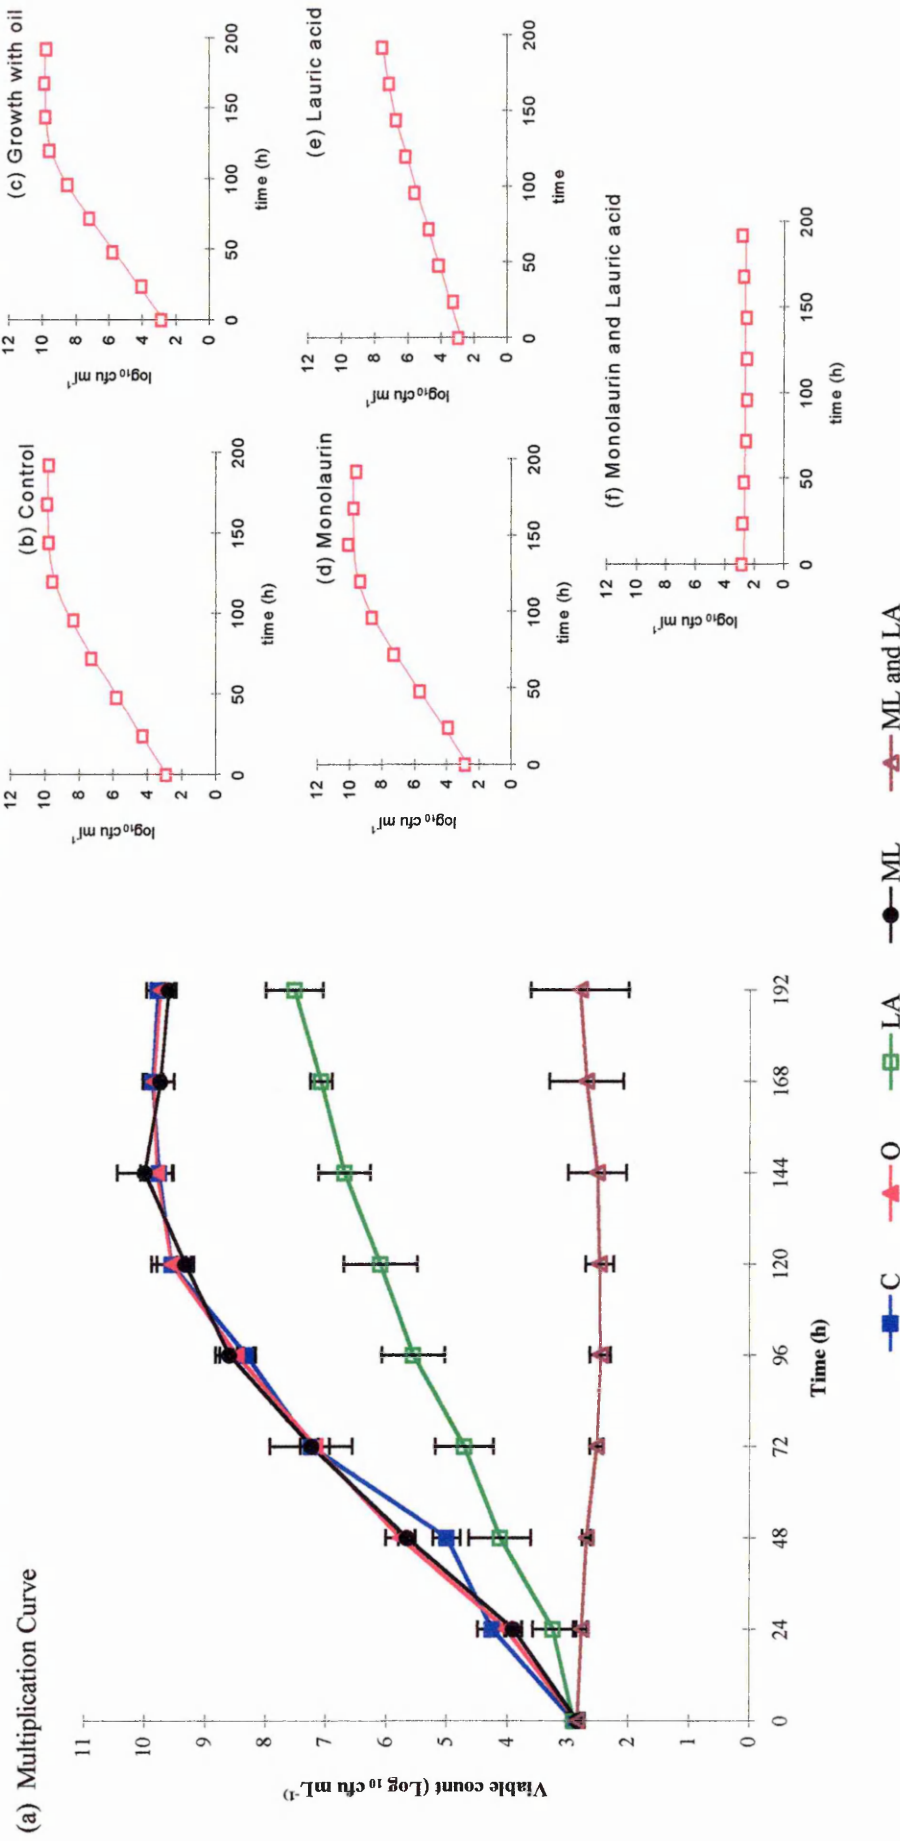 (a) Multiplication Curve
Viable count (Log 10 cfu mL-1)
11
10
9
8
7
6
5
4
3
2
1
0
0 24 48 72 96 120 144 168 192
Time (h)
C O LA ML ML and LA
(b) Control
log10 cfu ml-1
12
10
8
6
4
2
0
0 50 100 150 200
time (h)
(c) Growth with oil
log10 cfu ml-1
12
10
8
6
4
2
0
0 50 100 150 200
time (h)
(d) Monolaurin
log10 cfu ml-1
12
10
8
6
4
2
0
0 50 100 150 200
time (h)
(e) Lauric acid
log10 cfu ml-1
12
10
8
6
4
2
0
0 50 100 150 200
time
(f) Monolaurin and Lauric acid
log10 cfu ml-1
12
10
8
6
4
2
0
0 50 100 150 200
time (h)